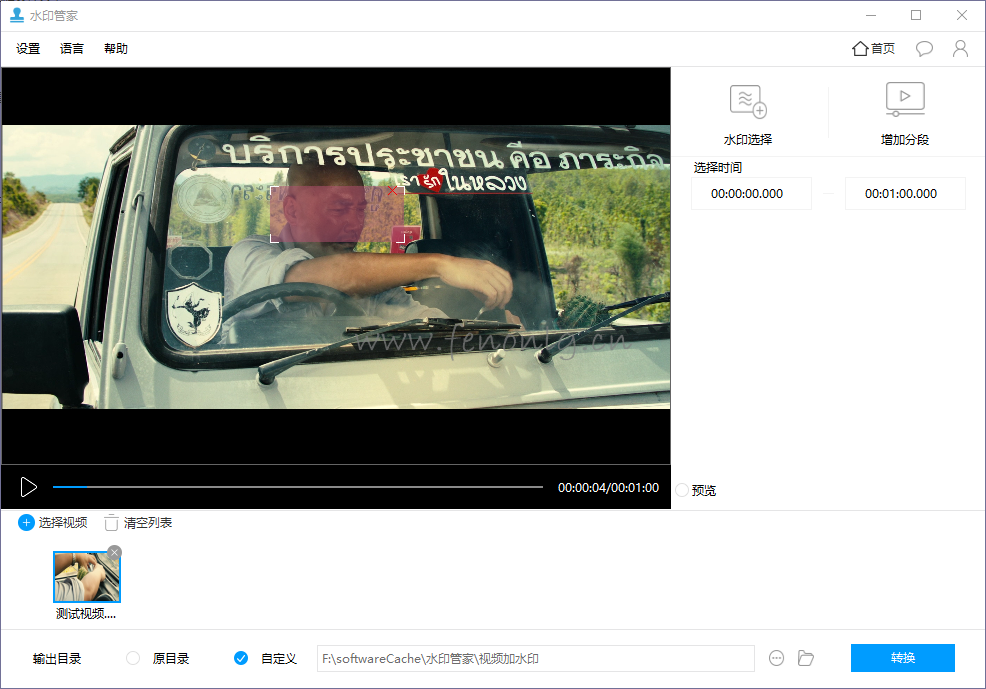 水印管家
设置 语言 帮助 首页
บริการประชาชน คือ ภาระกิจ
เรารักในหลวง
www.fenonly.cn
水印选择 增加分段
选择时间
00:00:00.000 00:01:00.000
00:00:04/00:01:00 预览
选择视频 清空列表
测试视频....
输出目录 原目录 自定义 F:\softwareCache\水印管家\视频加水印 转换